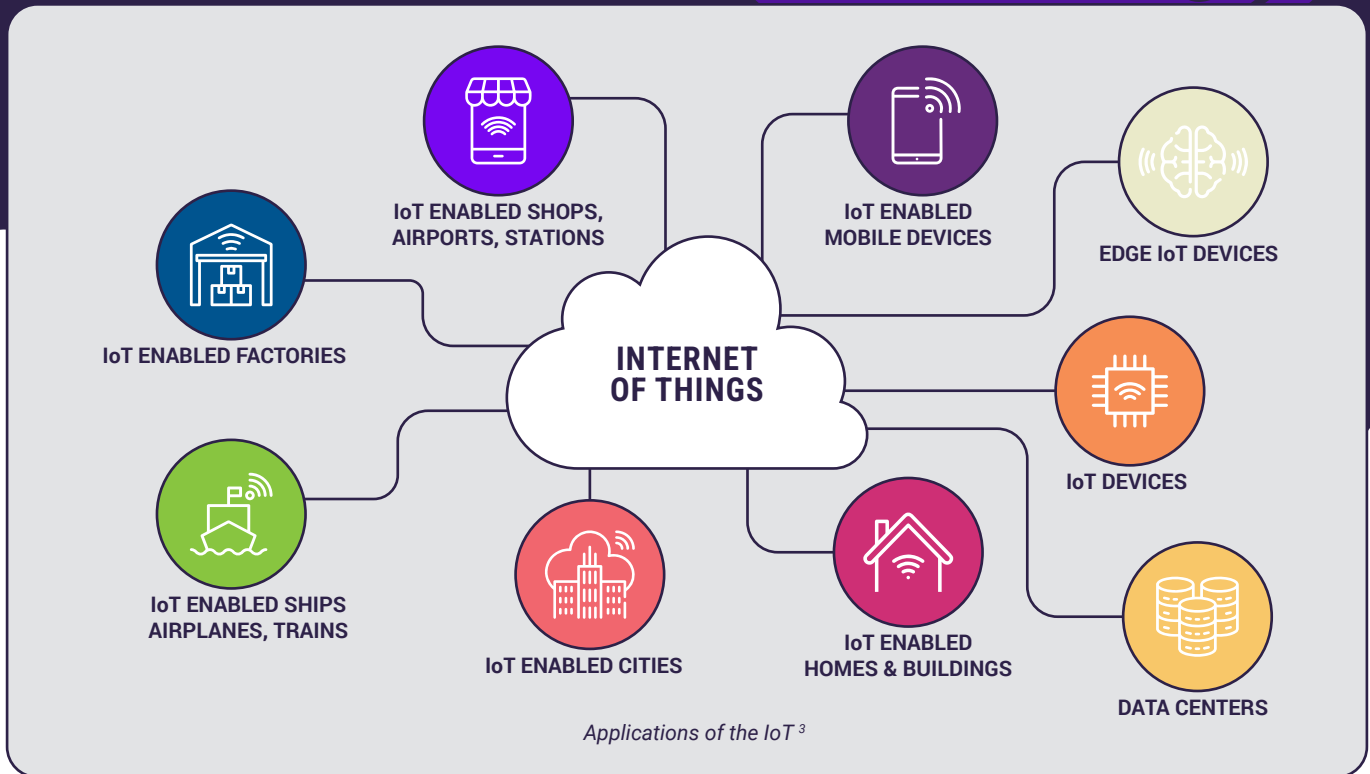 IoT ENABLED SHOPS,
AIRPORTS, STATIONS
IoT ENABLED
MOBILE DEVICES
EDGE IoT DEVICES
IoT ENABLED FACTORIES
INTERNET
OF THINGS
IoT DEVICES
IoT ENABLED SHIPS
AIRPLANES, TRAINS
IoT ENABLED CITIES
IoT ENABLED
HOMES & BUILDINGS
DATA CENTERS
Applications of the IoT ³